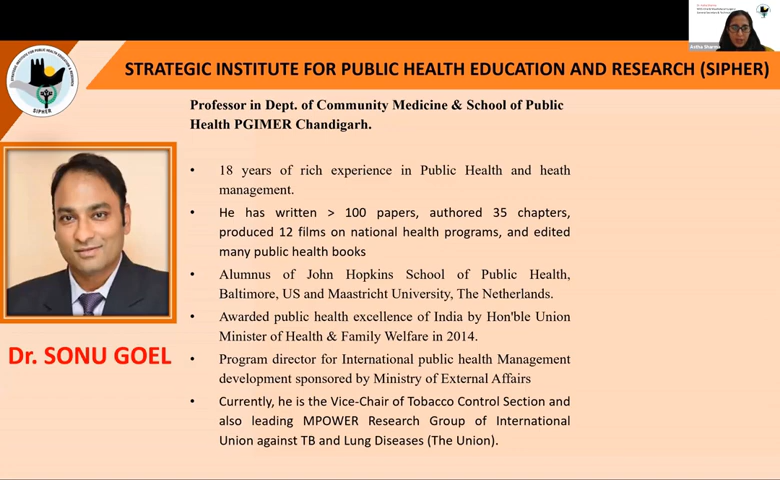 Astha Sharma
STRATEGIC INSTITUTE FOR PUBLIC HEALTH EDUCATION AND RESEARCH (SIPHER)
SIPHER
Professor in Dept. of Community Medicine & School of Public
Health PGIMER Chandigarh.
• 18 years of rich experience in Public Health and heath
management.
• He has written > 100 papers, authored 35 chapters,
produced 12 films on national health programs, and edited
many public health books
• Alumnus of John Hopkins School of Public Health,
Baltimore, US and Maastricht University, The Netherlands.
• Awarded public health excellence of India by Hon'ble Union
Minister of Health & Family Welfare in 2014.
• Program director for International public health Management
development sponsored by Ministry of External Affairs
• Currently, he is the Vice-Chair of Tobacco Control Section and
also leading MPOWER Research Group of International
Union against TB and Lung Diseases (The Union).
Dr. SONU GOEL